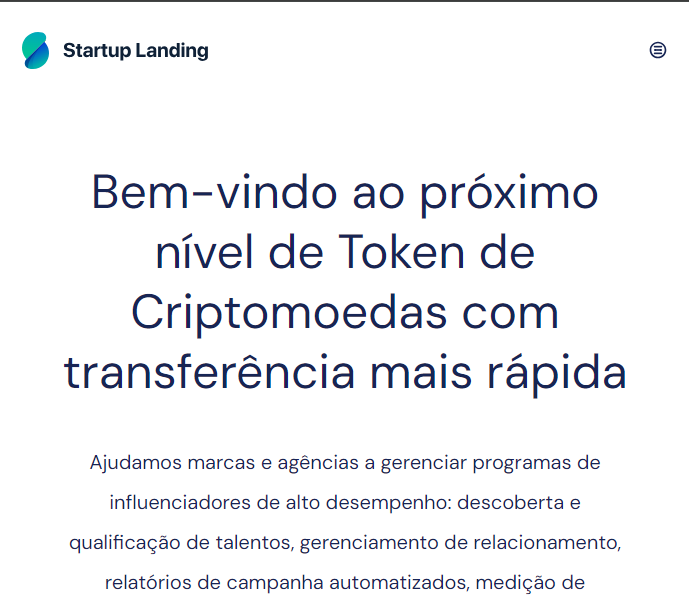 Startup Landing
Bem-vindo ao próximo
nível de Token de
Criptomoedas com
transferência mais rápida
Ajudamos marcas e agências a gerenciar programas de
influenciadores de alto desempenho: descoberta e
qualificação de talentos, gerenciamento de relacionamento,
relatórios de campanha automatizados, medição de